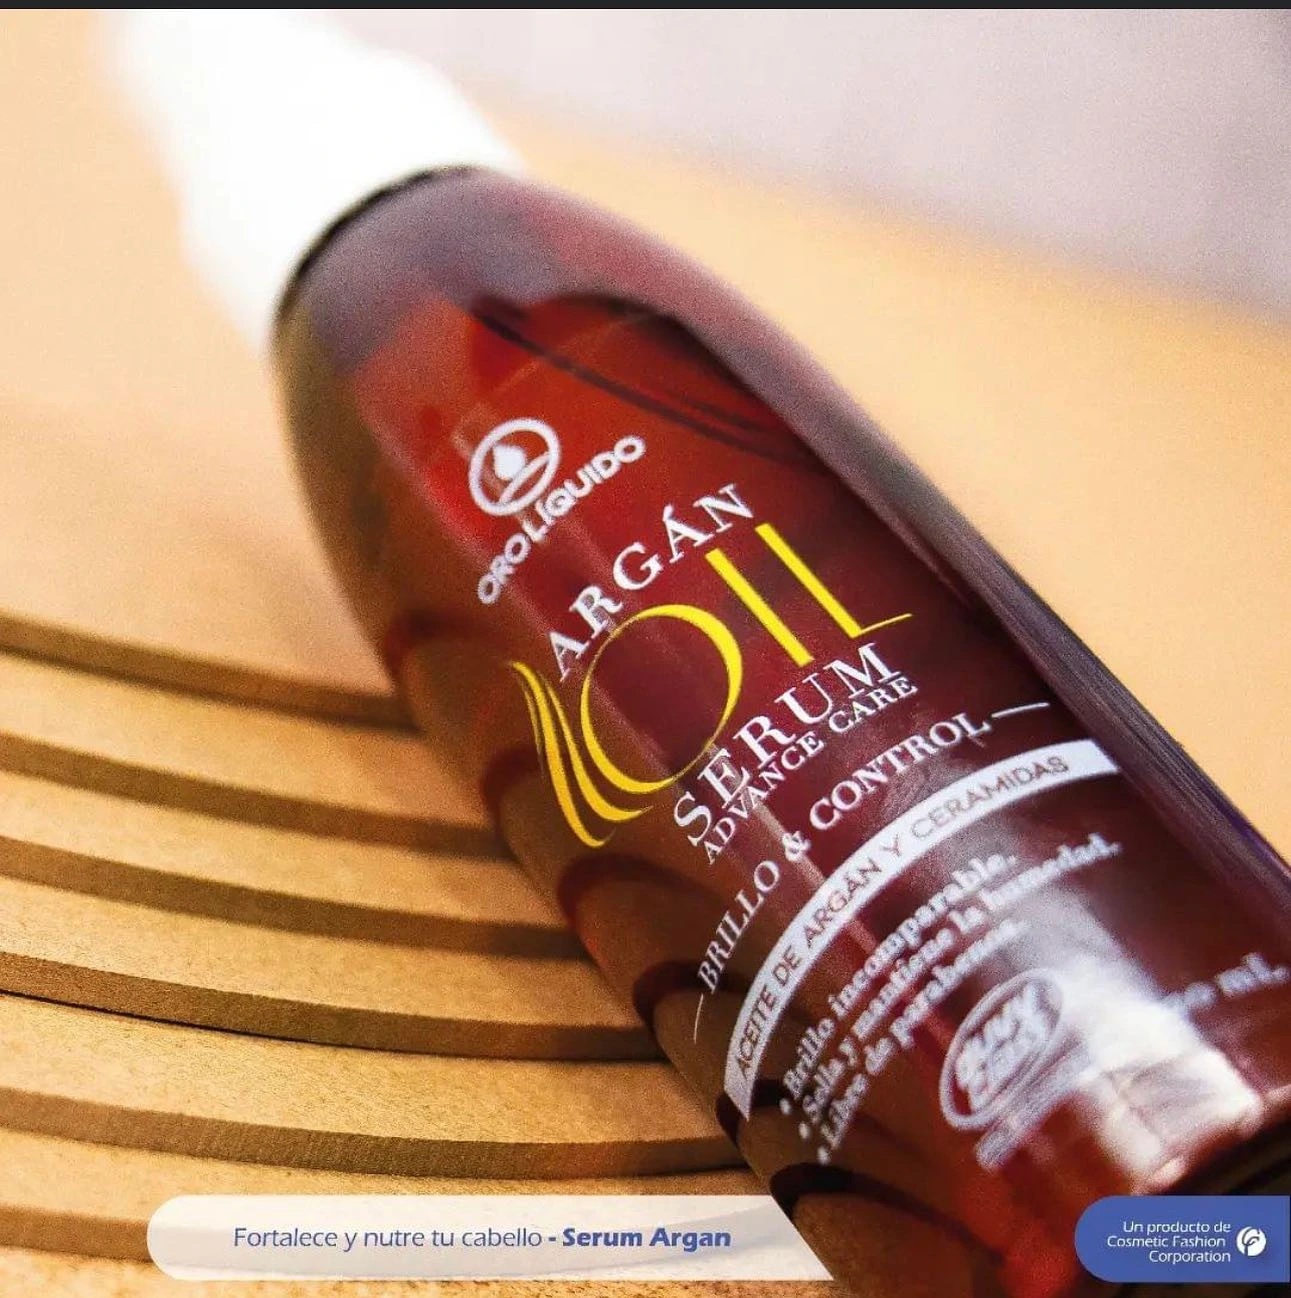 ORO LÍQUIDO
ARGÁN
OIL
SERUM
ADVANCE CARE
BRILLO & CONTROL
ACEITE DE ARGÁN Y CERAMIDAS
• Brillo incomparable.
• Sella y mantiene la humedad.
• Libre de parabenos.
mL
Fortalece y nutre tu cabello - Serum Argan
Un producto de
Cosmetic Fashion
Corporation